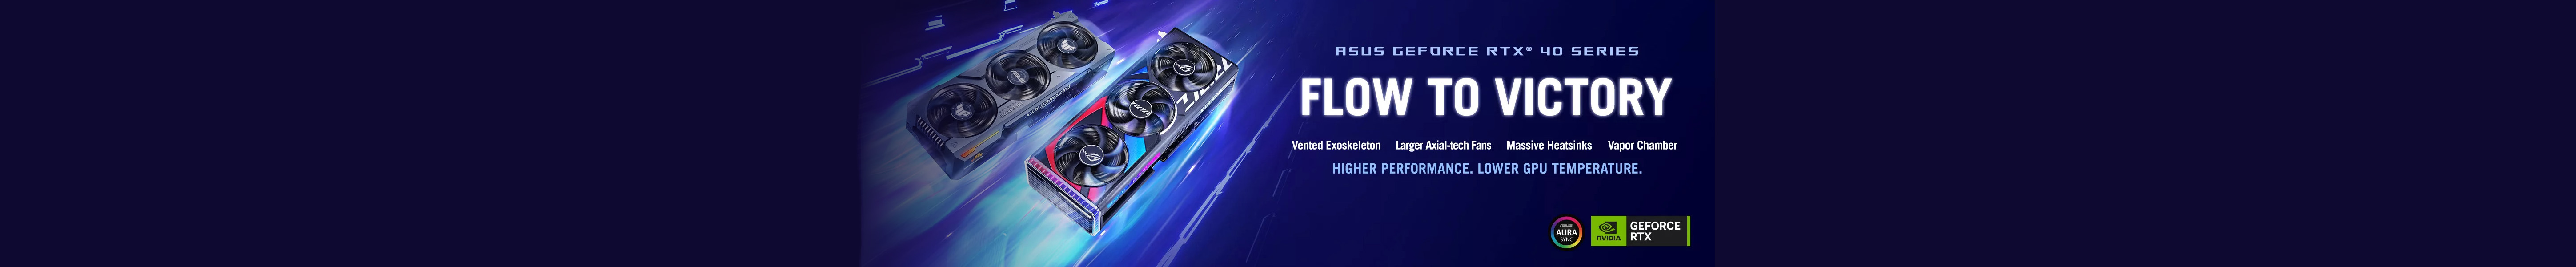 ASUS GEFORCE RTX® 40 SERIES
FLOW TO VICTORY
Vented Exoskeleton Larger Axial-tech Fans Massive Heatsinks Vapor Chamber
HIGHER PERFORMANCE. LOWER GPU TEMPERATURE.
ASUS
AURA
SYNC
NVIDIA
GEFORCE
RTX